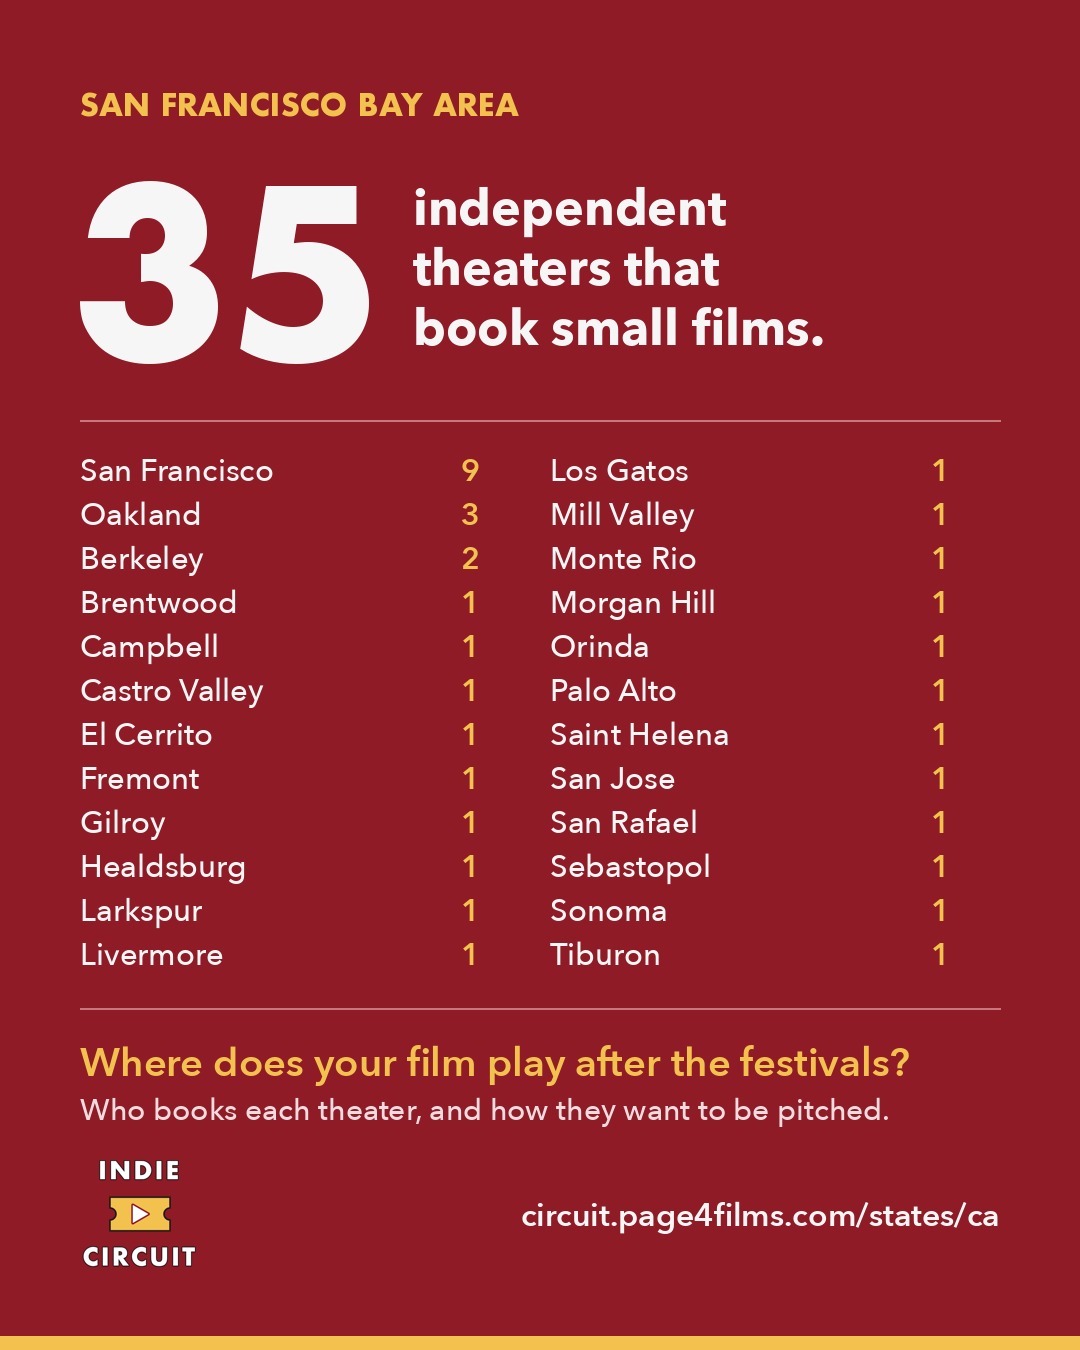 SAN FRANCISCO BAY AREA
35
independent
theaters that
book small films.
San Francisco 9
Oakland 3
Berkeley 2
Brentwood 1
Campbell 1
Castro Valley 1
El Cerrito 1
Fremont 1
Gilroy 1
Healdsburg 1
Larkspur 1
Livermore 1
Los Gatos 1
Mill Valley 1
Monte Rio 1
Morgan Hill 1
Orinda 1
Palo Alto 1
Saint Helena 1
San Jose 1
San Rafael 1
Sebastopol 1
Sonoma 1
Tiburon 1
Where does your film play after the festivals?
Who books each theater, and how they want to be pitched.
INDIE
CIRCUIT
circuit.page4films.com/states/ca